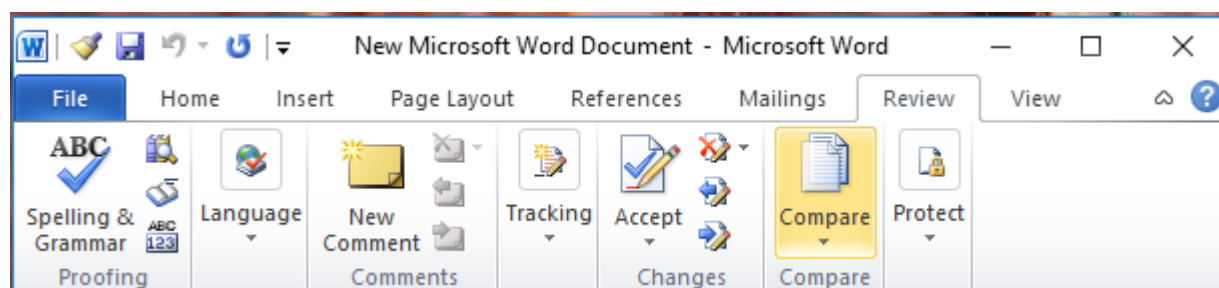 W New Microsoft Word Document - Microsoft Word
File Home Insert Page Layout References Mailings Review View ?
ABC
Spelling &
Grammar
ABC
123
Language
New
Comment
Tracking
Accept
Compare
Protect
Proofing Comments Changes Compare